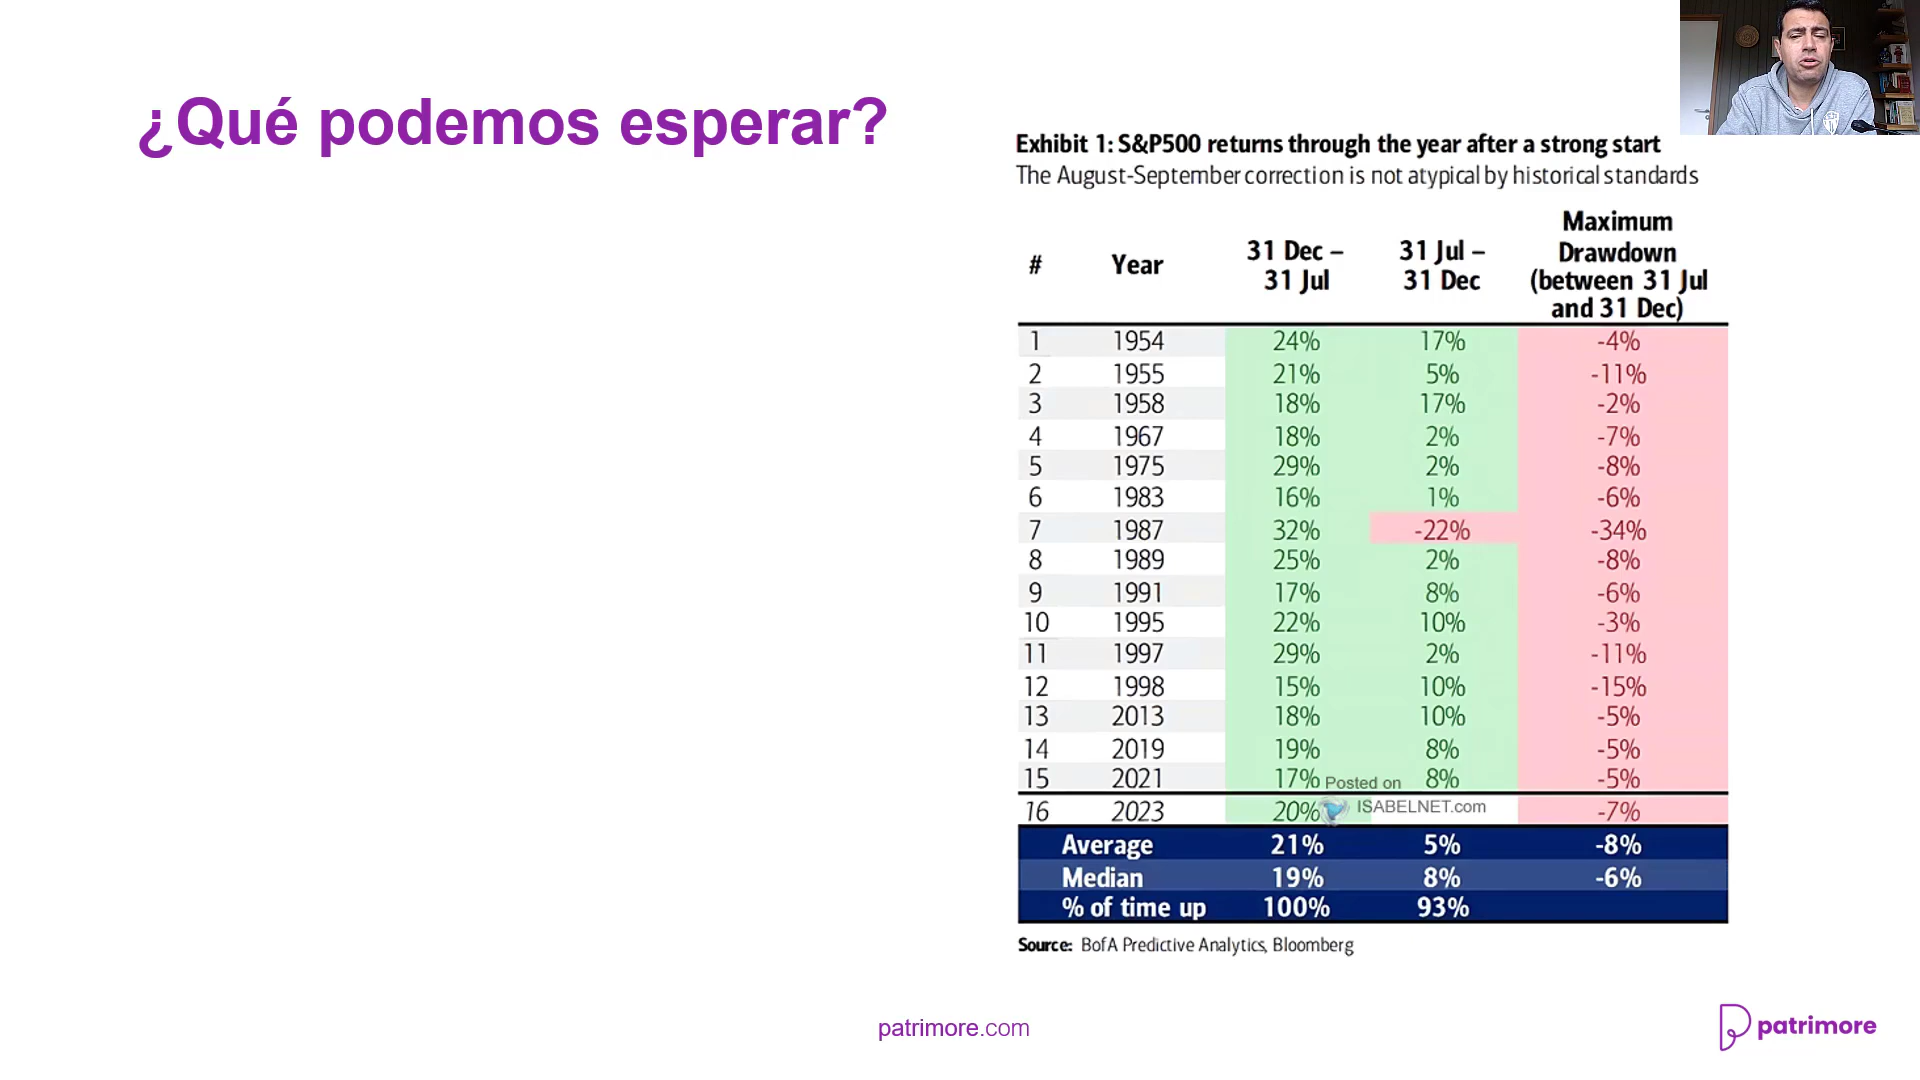 ¿Qué podemos esperar?
Exhibit 1: S&P500 returns through the year after a strong start
The August-September correction is not atypical by historical standards
# Year 31 Dec – 31 Jul 31 Jul – 31 Dec Maximum Drawdown (between 31 Jul and 31 Dec)
1 1954 24% 17% -4%
2 1955 21% 5% -11%
3 1958 18% 17% -2%
4 1967 18% 2% -7%
5 1975 29% 2% -8%
6 1983 16% 1% -6%
7 1987 32% -22% -34%
8 1989 25% 2% -8%
9 1991 17% 8% -6%
10 1995 22% 10% -3%
11 1997 29% 2% -11%
12 1998 15% 10% -15%
13 2013 18% 10% -5%
14 2019 19% 8% -5%
15 2021 17% 8% -5%
Posted on
16 2023 20% -7%
ISABELNET.com
Average 21% 5% -8%
Median 19% 8% -6%
% of time up 100% 93%
Source: BofA Predictive Analytics, Bloomberg
patrimore.com
patrimore